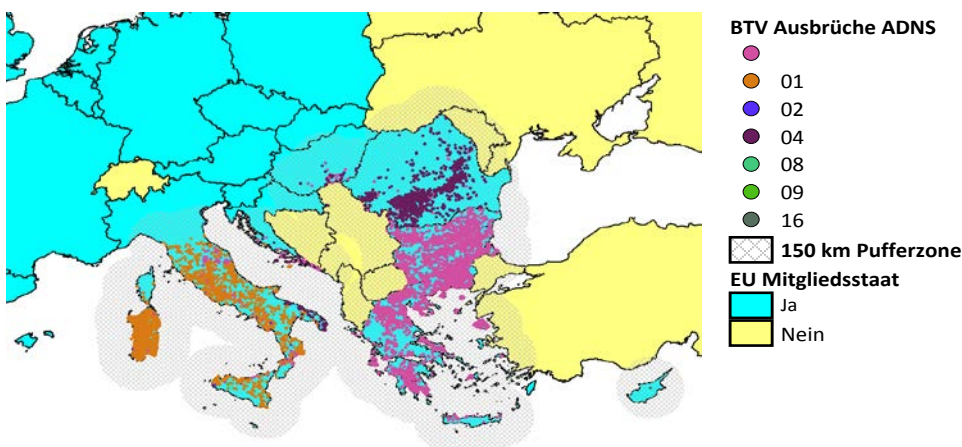 BTV Ausbrüche ADNS
01
02
04
08
09
16
150 km Pufferzone
EU Mitgliedsstaat
Ja
Nein